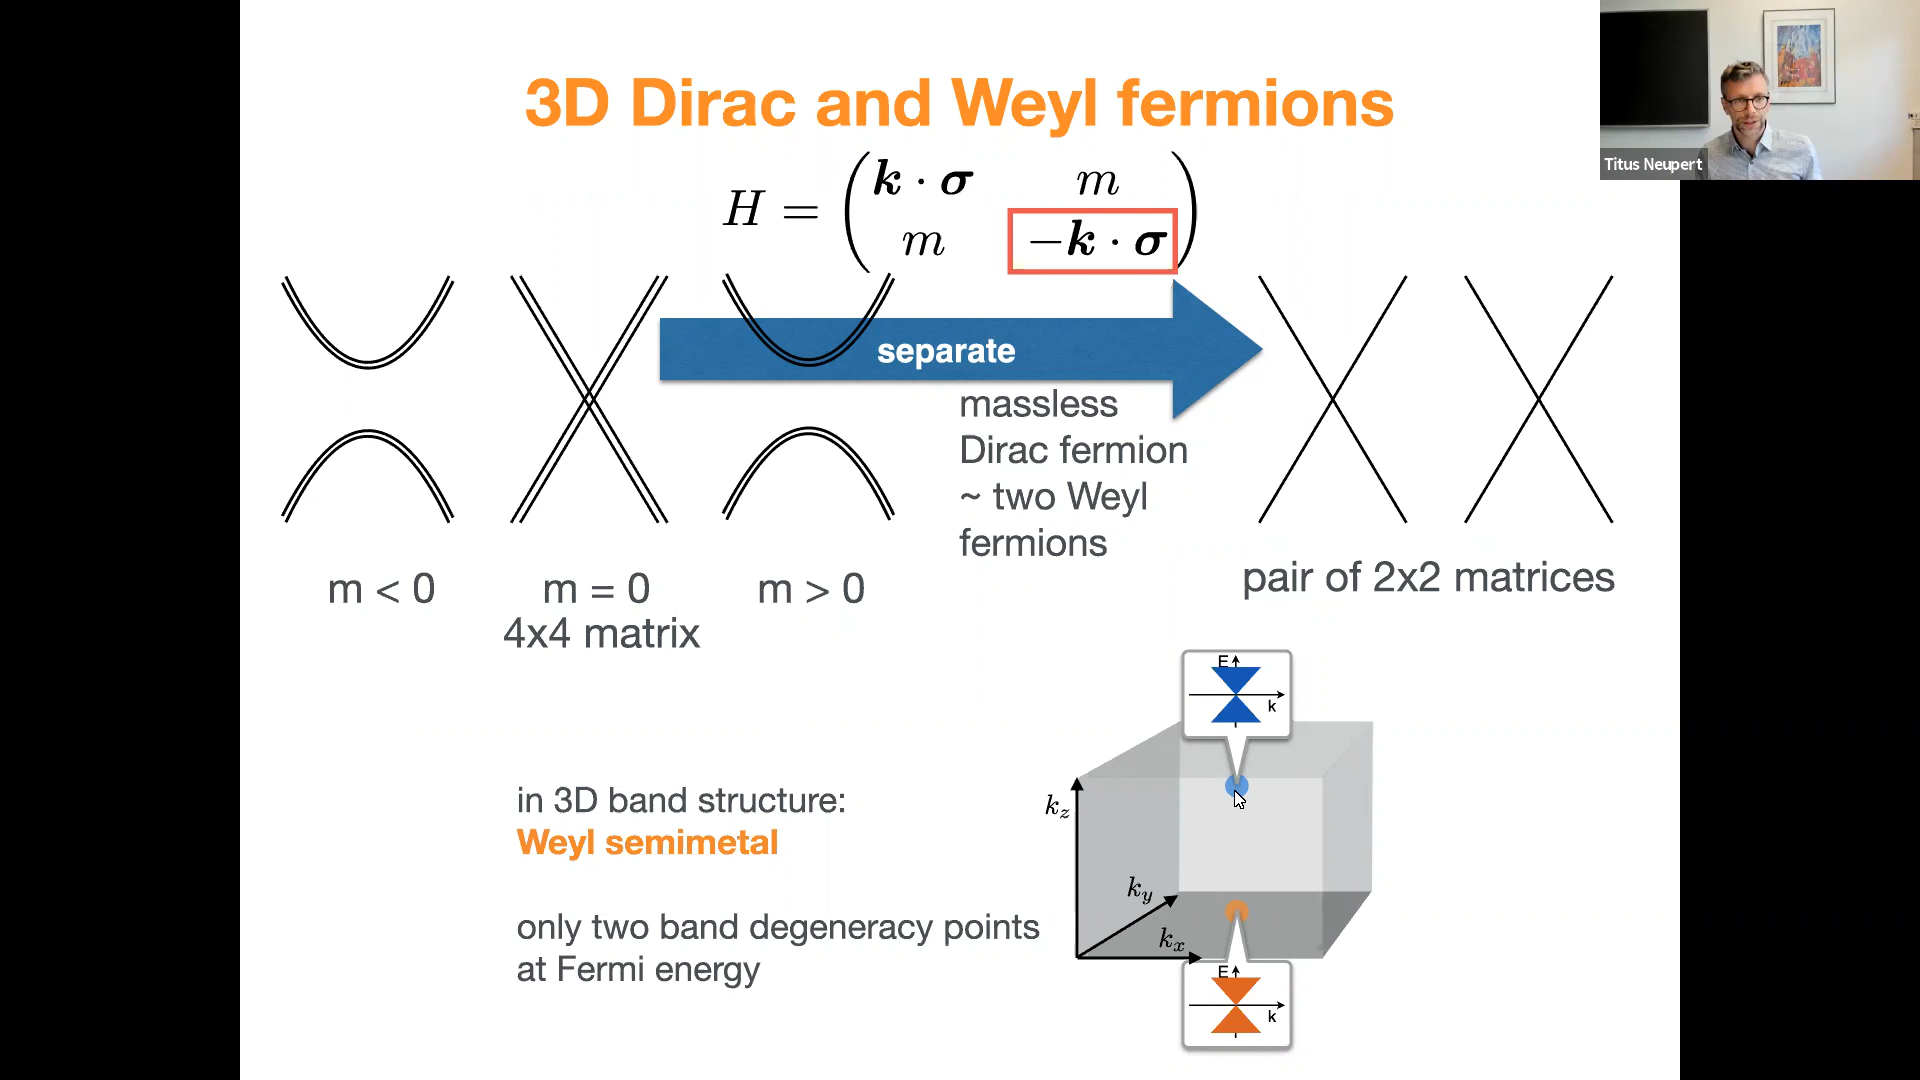 3D Dirac and Weyl fermions
Titus Neupert
H = ( k · σ m
m −k · σ )
separate
massless
Dirac fermion
~ two Weyl
fermions
m < 0
m = 0
m > 0
4x4 matrix
pair of 2x2 matrices
E
k
in 3D band structure:
Weyl semimetal
only two band degeneracy points
at Fermi energy
k_z
k_y
k_x
E
k